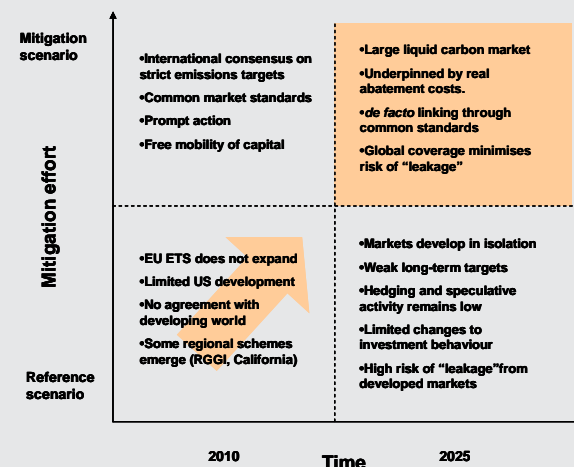 Mitigation
scenario
•International consensus on
strict emissions targets
•Common market standards
•Prompt action
•Free mobility of capital
•Large liquid carbon market
•Underpinned by real
abatement costs.
•de facto linking through
common standards
•Global coverage minimises
risk of “leakage”
Mitigation effort
•EU ETS does not expand
•Limited US development
•No agreement with
developing world
•Some regional schemes
emerge (RGGI, California)
•Markets develop in isolation
•Weak long-term targets
•Hedging and speculative
activity remains low
•Limited changes to
investment behaviour
•High risk of “leakage”from
developed markets
Reference
scenario
2010
Time
2025